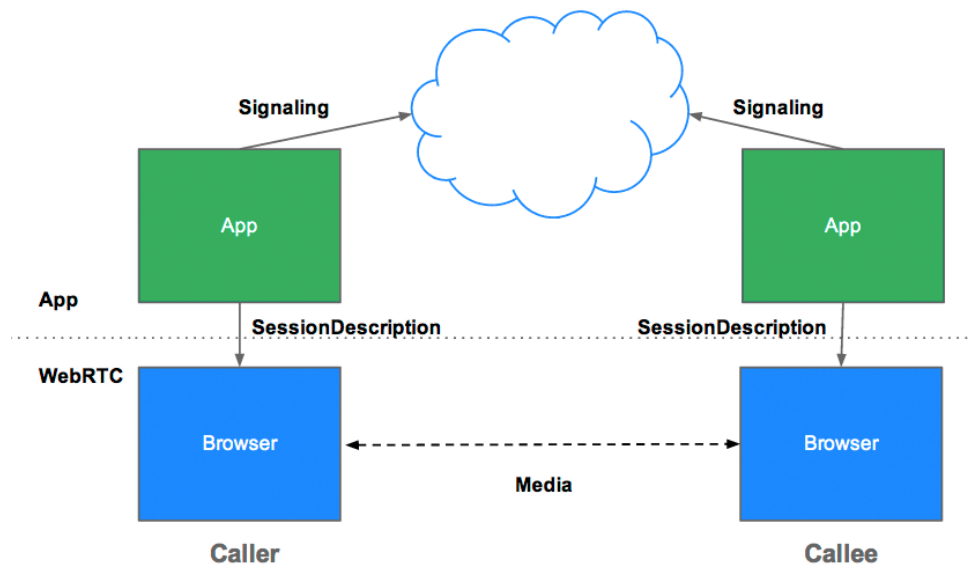 Signaling
Signaling
App
App
App
SessionDescription
SessionDescription
WebRTC
Browser
Browser
Media
Caller
Callee